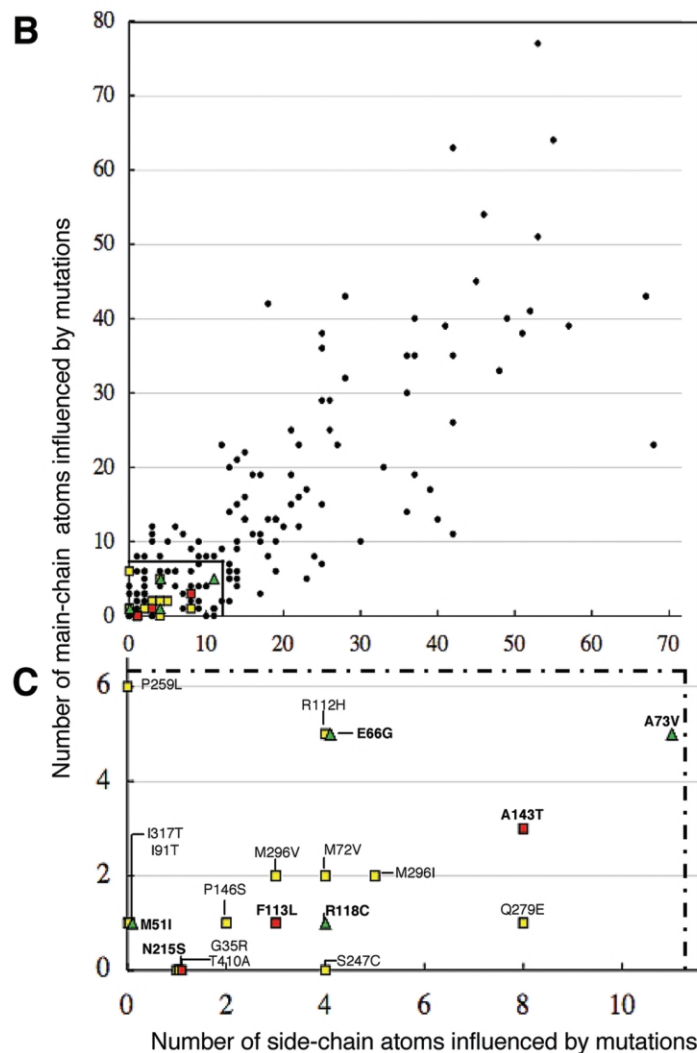 B
80
70
60
50
40
30
20
10
0
0 10 20 30 40 50 60 70
Number of main-chain atoms influenced by mutations
C
6
4
2
0
P259L
R112H
E66G
A73V
A143T
I317T
I91T
M296V
M72V
M296I
P146S
M51I
F113L
R118C
Q279E
N215S
G35R
T410A
S247C
0 2 4 6 8 10
Number of side-chain atoms influenced by mutations